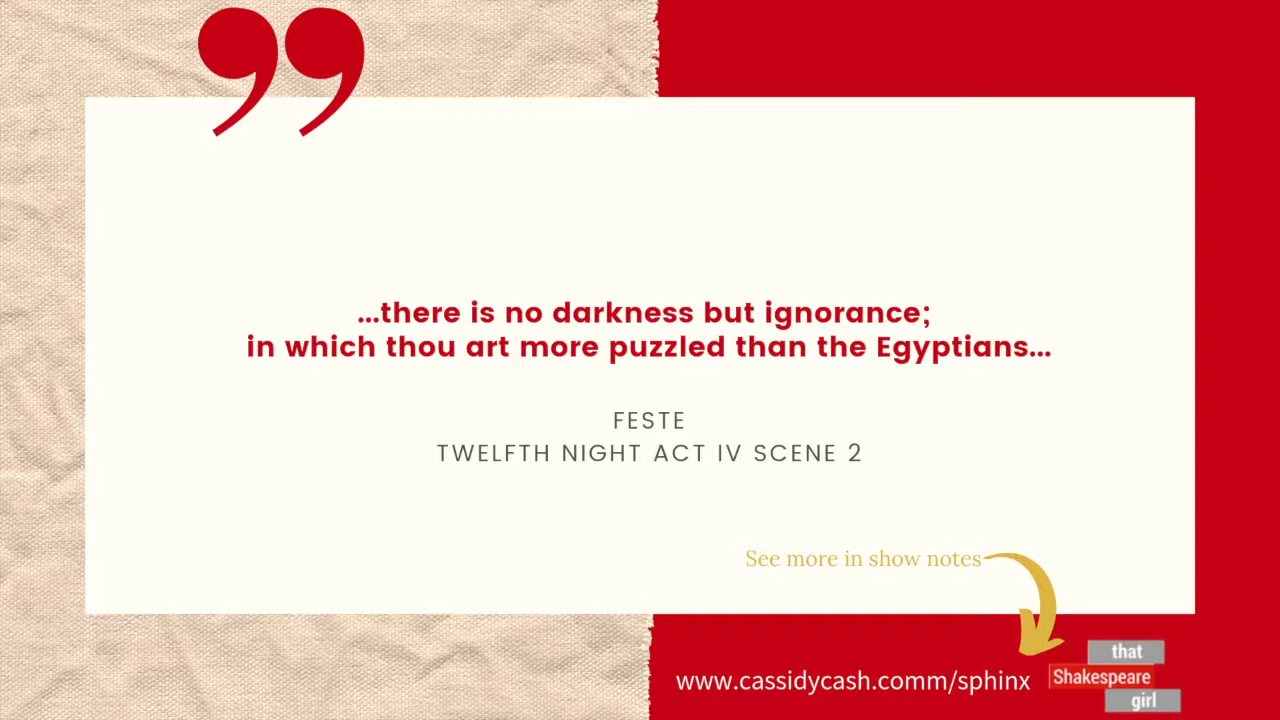 ...there is no darkness but ignorance;
in which thou art more puzzled than the Egyptians...
FESTE
TWELFTH NIGHT ACT IV SCENE 2
See more in show notes
www.cassidycash.comm/sphinx
that
Shakespeare
girl